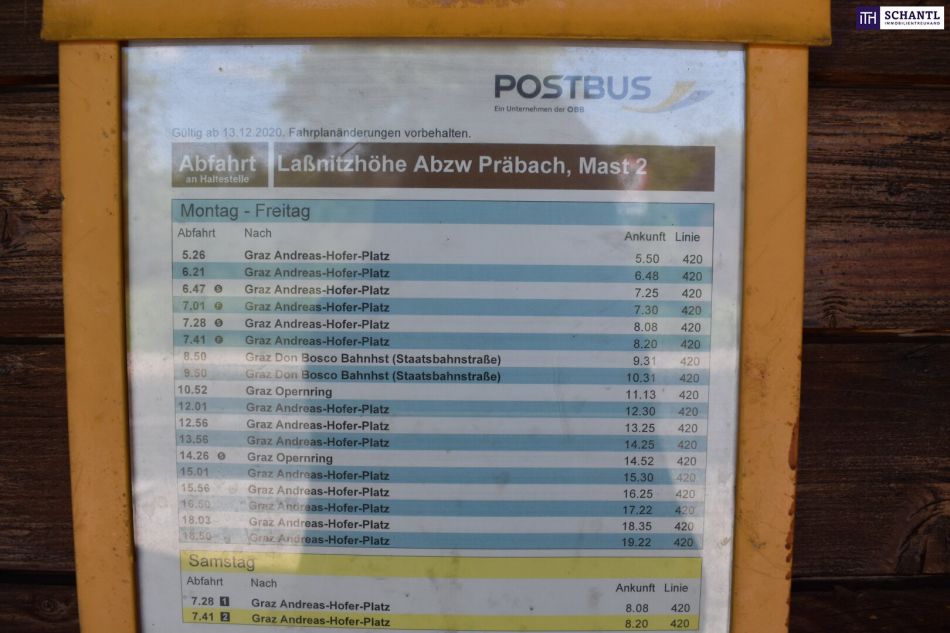 ITH SCHANTL
IMMOBILIENTREUHAND
POSTBUS
Ein Unternehmen der ÖBB
Gültig ab 13.12.2020. Fahrplanänderungen vorbehalten.
Abfahrt Laßnitzhöhe Abzw Präbach, Mast 2
an Haltestelle
Montag - Freitag
Abfahrt Nach Ankunft Linie
5.26 Graz Andreas-Hofer-Platz 5.50 420
6.21 Graz Andreas-Hofer-Platz 6.48 420
6.47 S Graz Andreas-Hofer-Platz 7.25 420
7.01 F Graz Andreas-Hofer-Platz 7.30 420
7.28 S Graz Andreas-Hofer-Platz 8.08 420
7.41 F Graz Andreas-Hofer-Platz 8.20 420
8.50 Graz Don Bosco Bahnhst (Staatsbahnstraße) 9.31 420
9.50 Graz Don Bosco Bahnhst (Staatsbahnstraße) 10.31 420
10.52 Graz Opernring 11.13 420
12.01 Graz Andreas-Hofer-Platz 12.30 420
12.56 Graz Andreas-Hofer-Platz 13.25 420
13.56 Graz Andreas-Hofer-Platz 14.25 420
14.26 S Graz Opernring 14.52 420
15.01 Graz Andreas-Hofer-Platz 15.30 420
15.56 Graz Andreas-Hofer-Platz 16.25 420
16.50 Graz Andreas-Hofer-Platz 17.22 420
18.03 Graz Andreas-Hofer-Platz 18.35 420
18.50 Graz Andreas-Hofer-Platz 19.22 420
Samstag
Abfahrt Nach Ankunft Linie
7.28 1 Graz Andreas-Hofer-Platz 8.08 420
7.41 2 Graz Andreas-Hofer-Platz 8.20 420